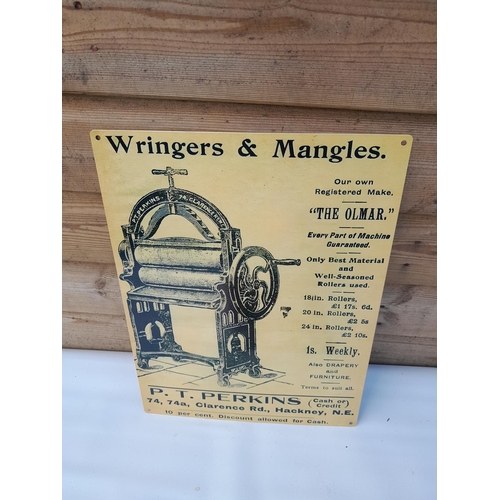 Wringers & Mangles.
Our own
Registered Make,
"THE OLMAR."
Every Part of Machine
Guaranteed.
Only Best Material
and
Well-Seasoned
Rollers used.
18 in. Rollers,
£1 17s. 6d.
20 in. Rollers,
£2 5s
24 in. Rollers,
£2 10s.
1s. Weekly.
Also DRAPERY
and
FURNITURE.
Terms to suit all.
P.T. PERKINS. 74, CLARENCE
P. T. PERKINS (Cash or Credit)
74, 74a, Clarence Rd., Hackney, N.E.
10 per cent. Discount allowed for Cash.